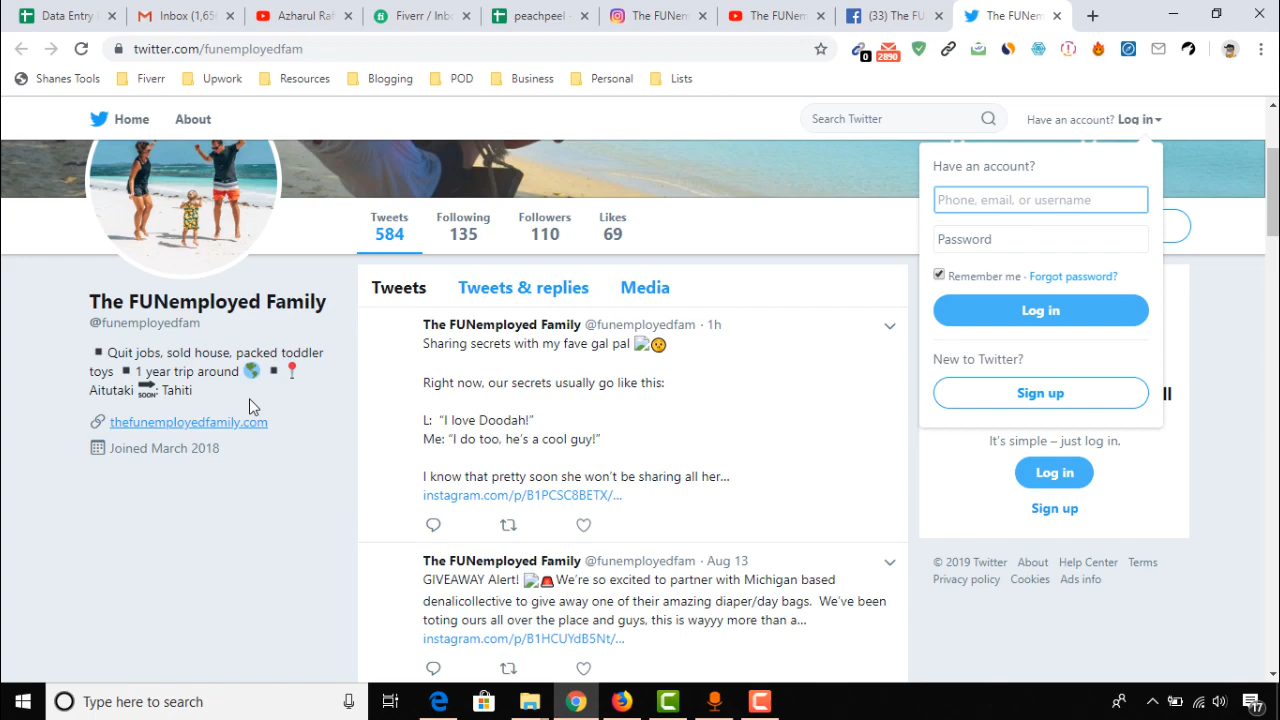 Data Entry
Inbox (1,65
Azharul Raf
Fiverr / Inb
peachpeel -
The FUNem
The FUNem
(33) The FU
The FUNem
twitter.com/funemployedfam
0
2890
Shanes Tools
Fiverr
Upwork
Resources
Blogging
POD
Business
Personal
Lists
Home
About
Search Twitter
Have an account? Log in
Tweets
584
Following
135
Followers
110
Likes
69
Have an account?
Phone, email, or username
Password
Remember me · Forgot password?
Log in
New to Twitter?
Sign up
The FUNemployed Family
@funemployedfam
Quit jobs, sold house, packed toddler
toys ▪ 1 year trip around 🌎 ▪ 📍
Aitutaki 🔜: Tahiti
thefunemployedfamily.com
Joined March 2018
Tweets
Tweets & replies
Media
The FUNemployed Family @funemployedfam · 1h
Sharing secrets with my fave gal pal
Right now, our secrets usually go like this:
L: “I love Doodah!”
Me: “I do too, he’s a cool guy!”
I know that pretty soon she won’t be sharing all her...
instagram.com/p/B1PCSC8BETX/...
The FUNemployed Family @funemployedfam · Aug 13
GIVEAWAY Alert! 🚨We’re so excited to partner with Michigan based
denalicollective to give away one of their amazing diaper/day bags. We’ve been
toting ours all over the place and guys, this is wayyy more than a...
instagram.com/p/B1HCUYdB5Nt/...
It’s simple – just log in.
Log in
Sign up
© 2019 Twitter About Help Center Terms
Privacy policy Cookies Ads info
Type here to search
17